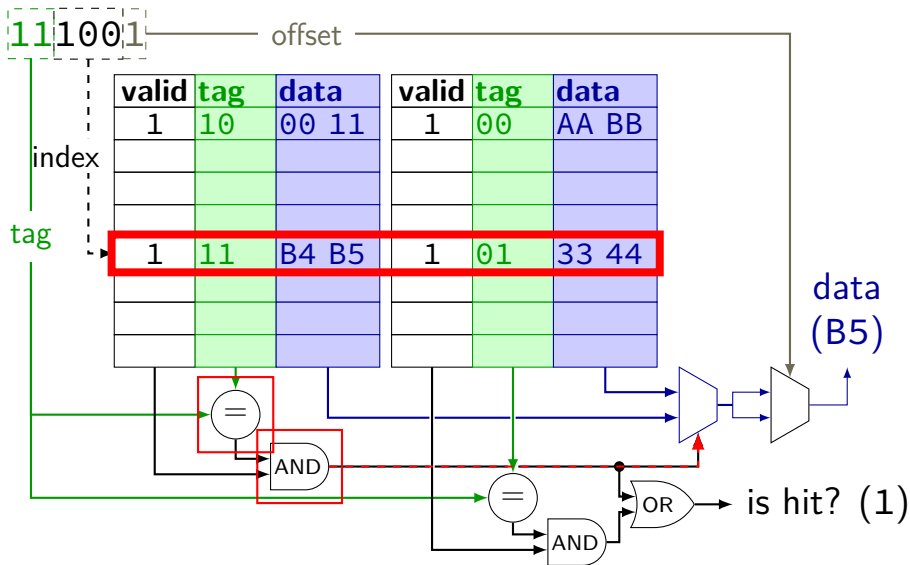 111001
offset
valid tag data valid tag data
1 10 00 11 1 00 AA BB
index
tag
1 11 B4 B5 1 01 33 44
data
(B5)
=
AND
=
OR
is hit? (1)
AND